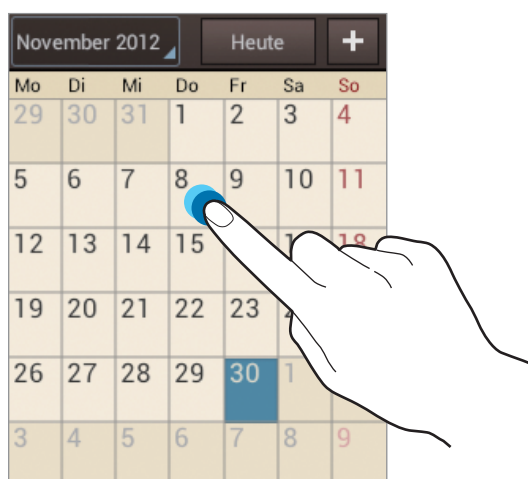 November 2012 Heute +
Mo Di Mi Do Fr Sa So
29 30 31 1 2 3 4
5 6 7 8 9 10 11
12 13 14 15 18
19 20 21 22 23
26 27 28 29 30 1
3 4 5 6 7 8 9